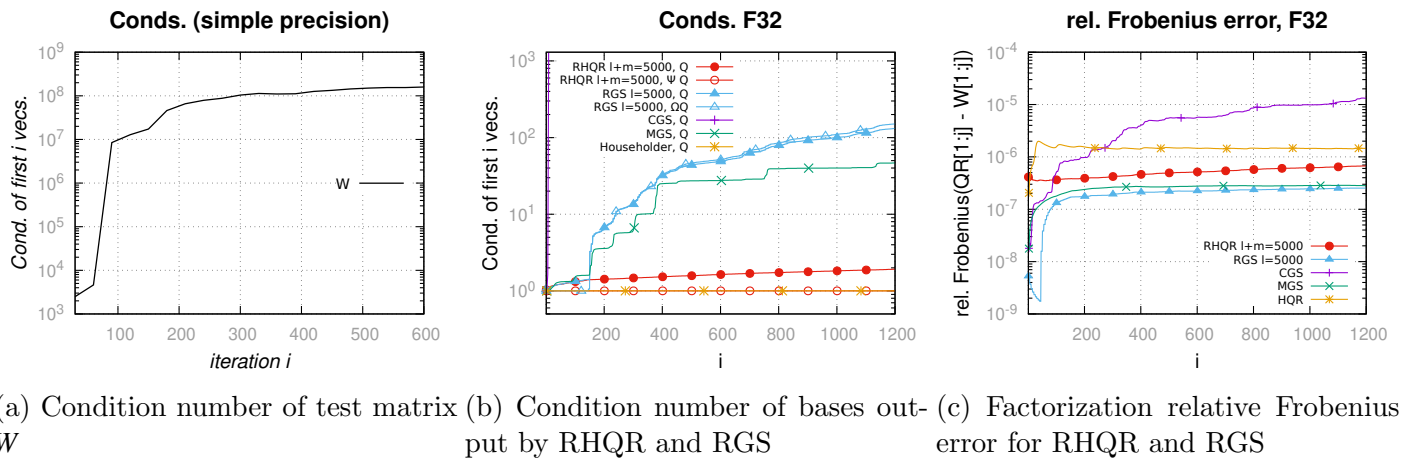 Conds. (simple precision)
Cond. of first i vecs.
10^9
10^8
10^7
10^6
10^5
10^4
10^3
W
100 200 300 400 500 600
iteration i
Conds. F32
Cond. of first i vecs.
10^3
10^2
10^1
10^0
RHQR l+m=5000, Q
RHQR l+m=5000, Ψ Q
RGS l=5000, Q
RGS l=5000, ΩQ
CGS, Q
MGS, Q
Householder, Q
200 400 600 800 1000 1200
i
rel. Frobenius error, F32
rel. Frobenius(QR[1:j] - W[1:j])
10^-4
10^-5
10^-6
10^-7
10^-8
10^-9
RHQR l+m=5000
RGS l=5000
CGS
MGS
HQR
200 400 600 800 1000 1200
i
(a) Condition number of test matrix
W
(b) Condition number of bases out-
put by RHQR and RGS
(c) Factorization relative Frobenius
error for RHQR and RGS